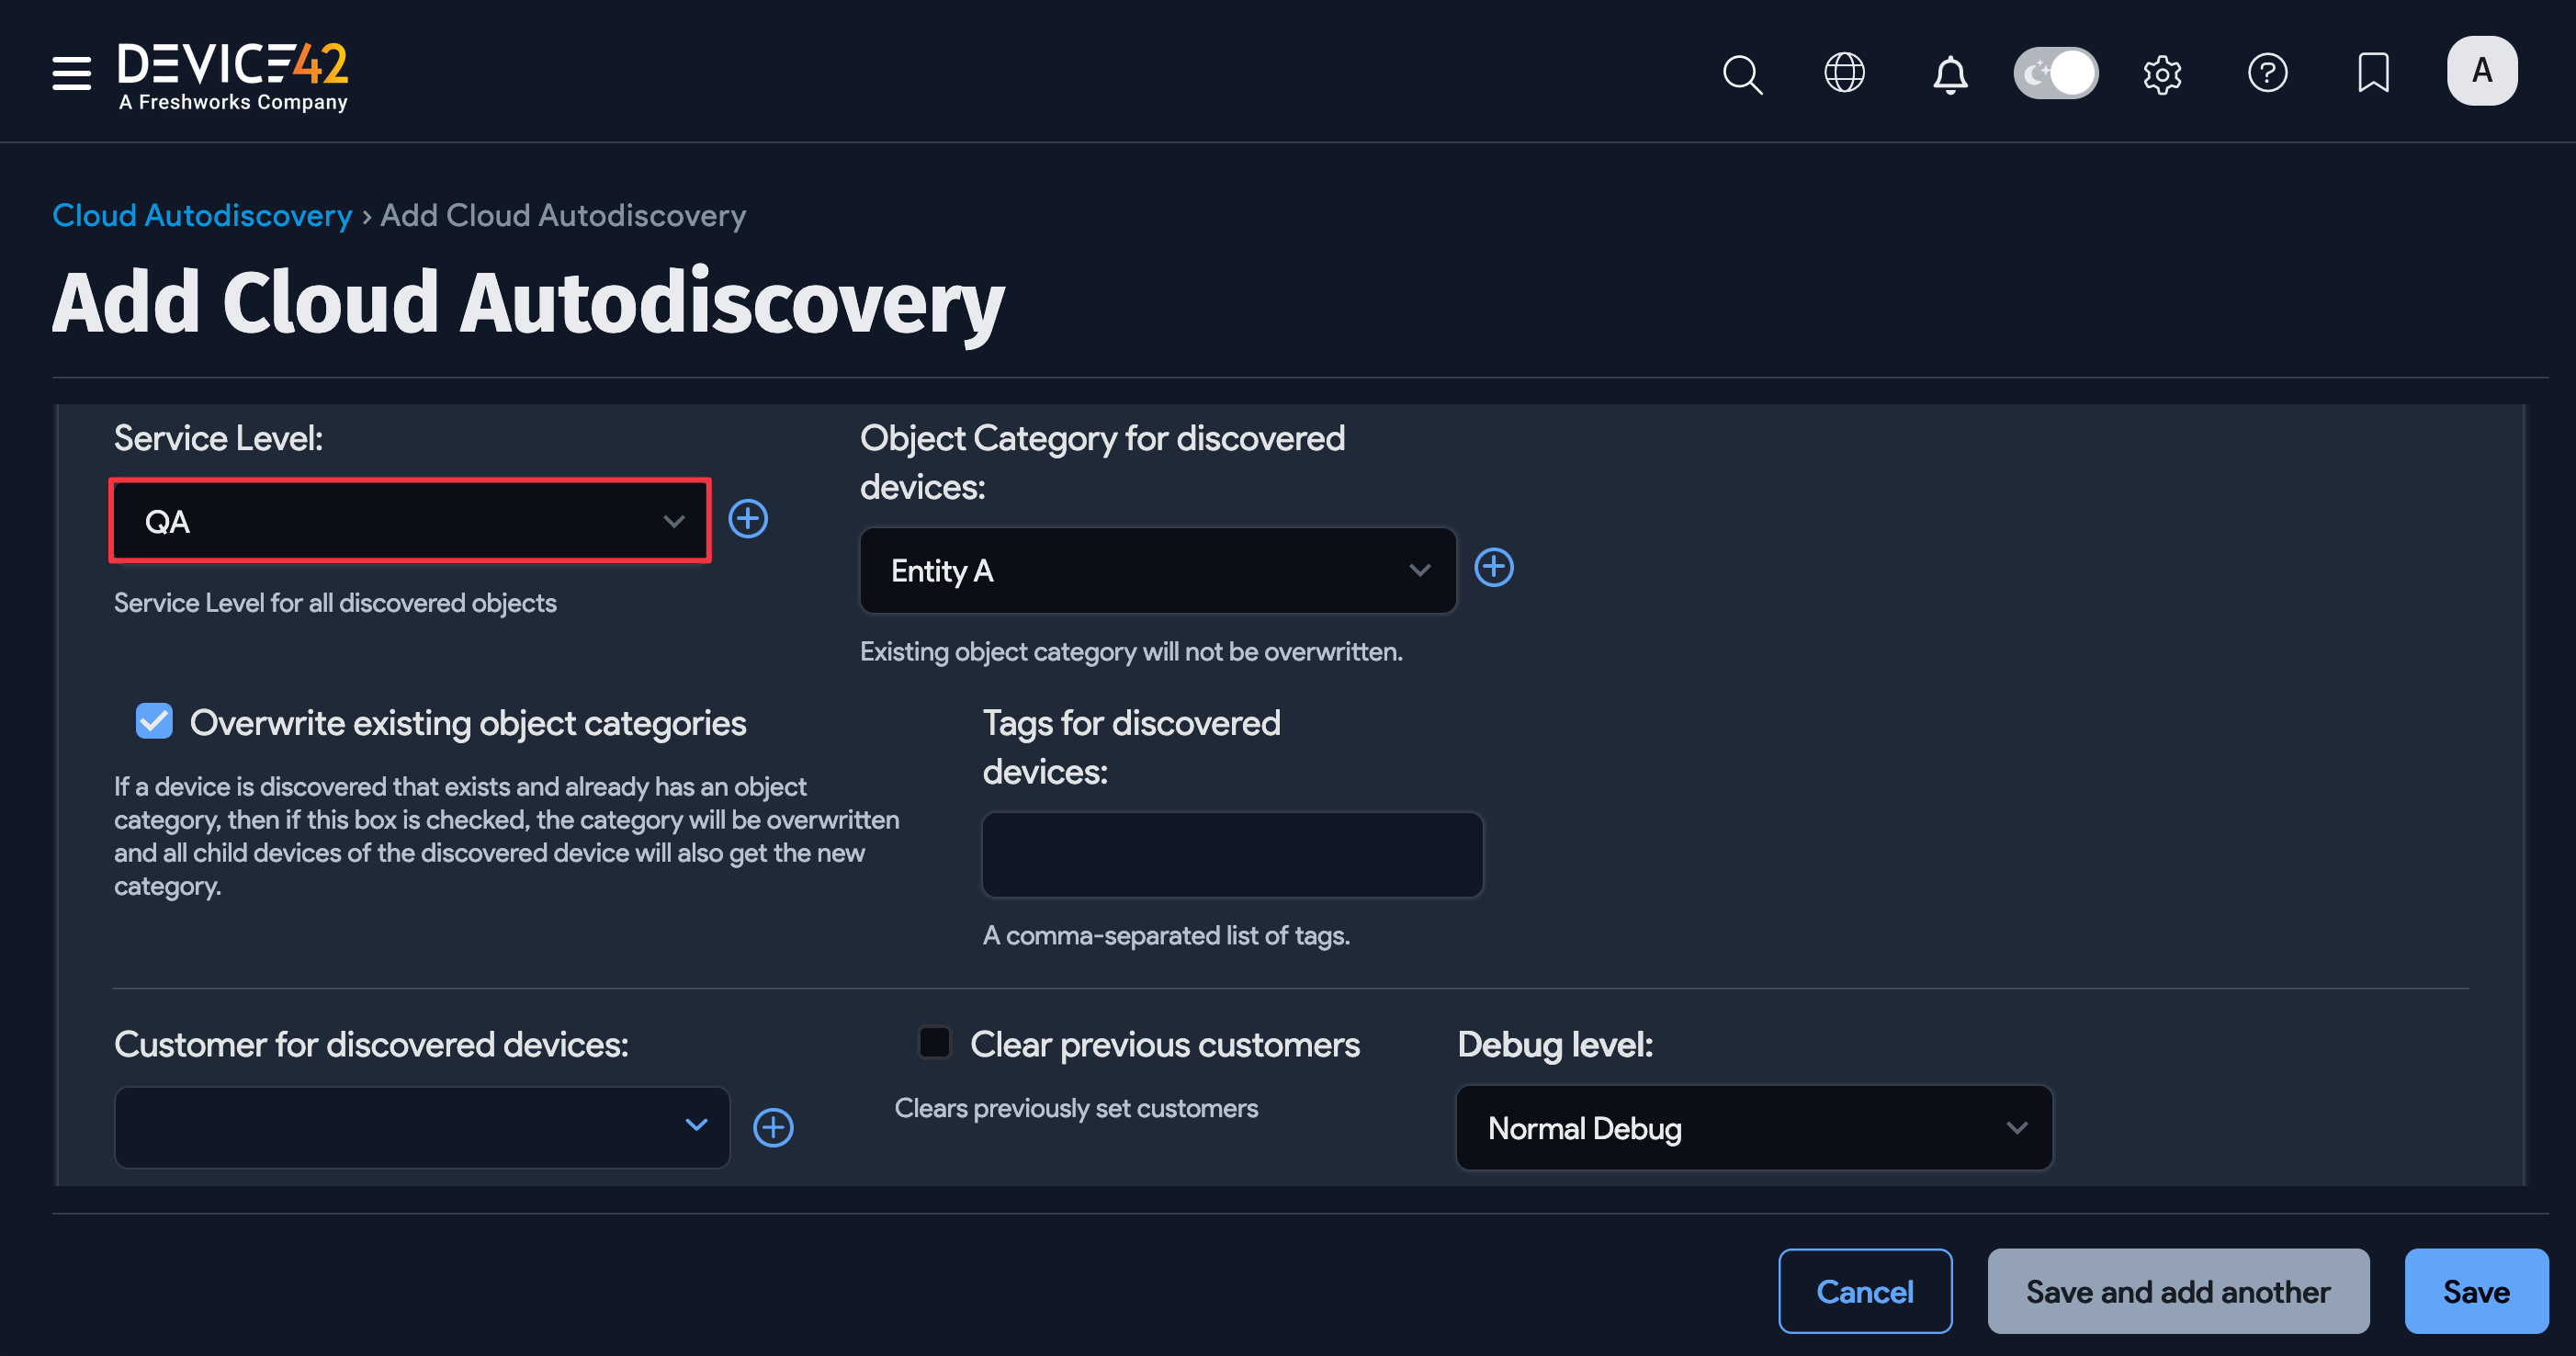 DEVICE42
A Freshworks Company
A
Cloud Autodiscovery › Add Cloud Autodiscovery
Add Cloud Autodiscovery
Service Level:
QA
Service Level for all discovered objects
Object Category for discovered
devices:
Entity A
Existing object category will not be overwritten.
Overwrite existing object categories
If a device is discovered that exists and already has an object
category, then if this box is checked, the category will be overwritten
and all child devices of the discovered device will also get the new
category.
Tags for discovered
devices:
A comma-separated list of tags.
Customer for discovered devices:
Clear previous customers
Clears previously set customers
Debug level:
Normal Debug
Cancel
Save and add another
Save